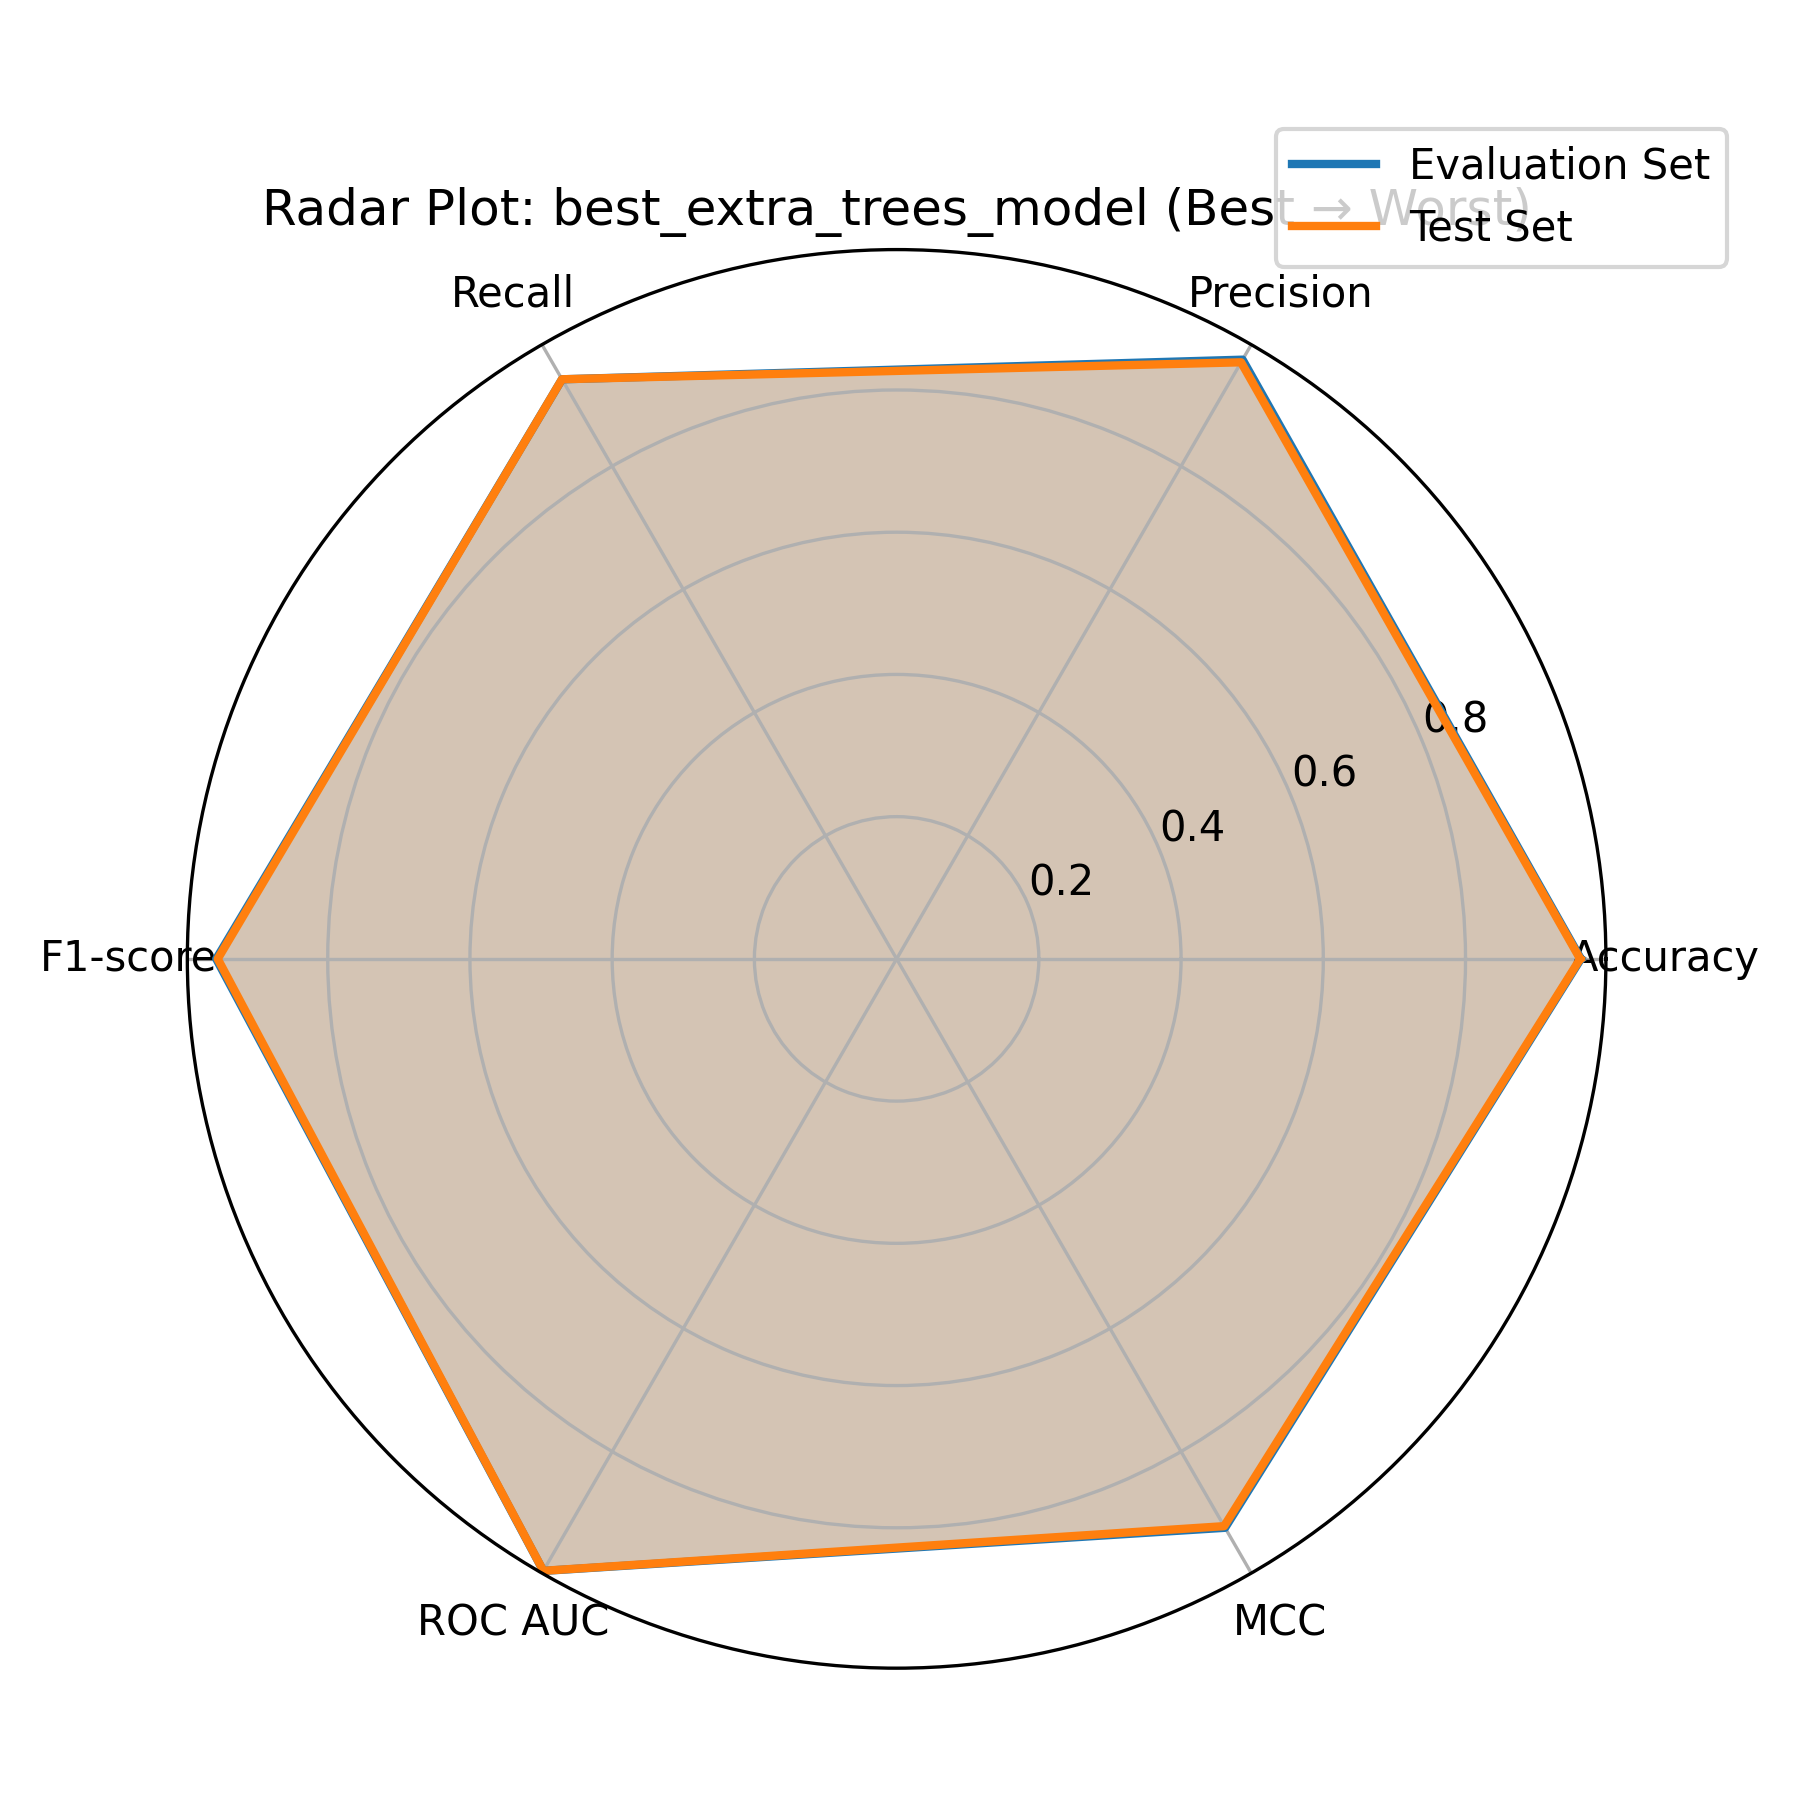 Evaluation Set
Test Set
Radar Plot: best_extra_trees_model (Best → Worst)
Recall
Precision
0.8
0.6
0.4
0.2
F1-score
Accuracy
ROC AUC
MCC